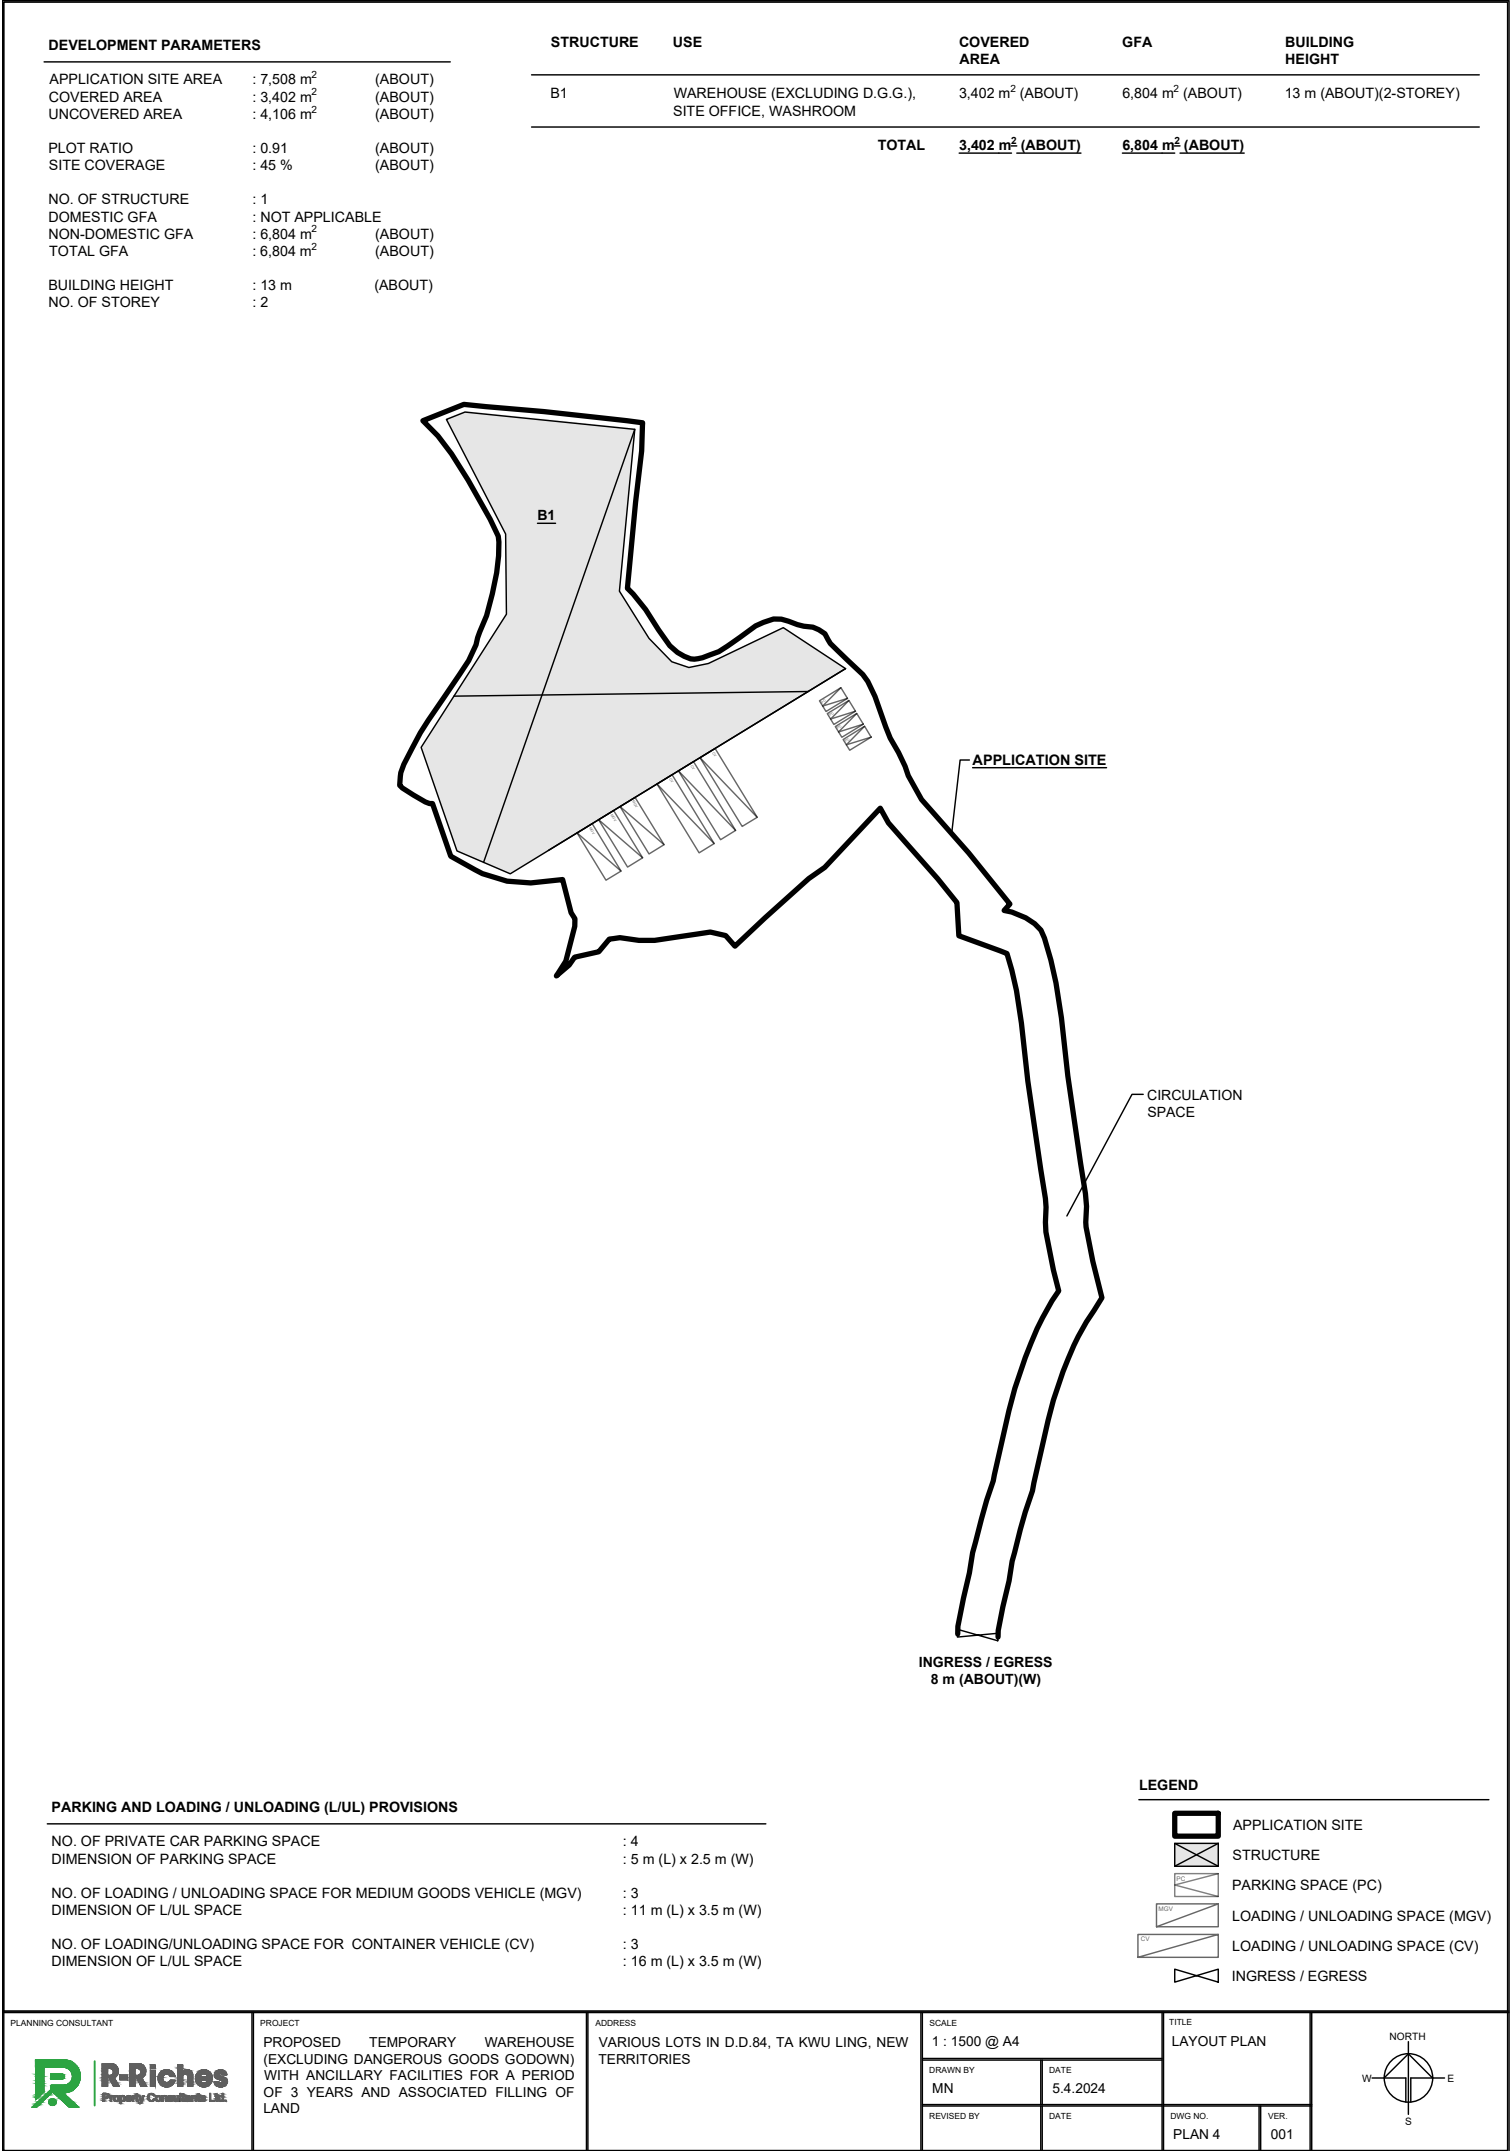 DEVELOPMENT PARAMETERS
APPLICATION SITE AREA : 7,508 m² (ABOUT)
COVERED AREA : 3,402 m² (ABOUT)
UNCOVERED AREA : 4,106 m² (ABOUT)
PLOT RATIO : 0.91 (ABOUT)
SITE COVERAGE : 45 % (ABOUT)
NO. OF STRUCTURE : 1
DOMESTIC GFA : NOT APPLICABLE
NON-DOMESTIC GFA : 6,804 m² (ABOUT)
TOTAL GFA : 6,804 m² (ABOUT)
BUILDING HEIGHT : 13 m (ABOUT)
NO. OF STOREY : 2
STRUCTURE USE COVERED GFA BUILDING
AREA HEIGHT
B1 WAREHOUSE (EXCLUDING D.G.G.), 3,402 m² (ABOUT) 6,804 m² (ABOUT) 13 m (ABOUT)(2-STOREY)
SITE OFFICE, WASHROOM
TOTAL 3,402 m² (ABOUT) 6,804 m² (ABOUT)
B1
APPLICATION SITE
CIRCULATION
SPACE
INGRESS / EGRESS
8 m (ABOUT)(W)
PARKING AND LOADING / UNLOADING (L/UL) PROVISIONS
NO. OF PRIVATE CAR PARKING SPACE : 4
DIMENSION OF PARKING SPACE : 5 m (L) x 2.5 m (W)
NO. OF LOADING / UNLOADING SPACE FOR MEDIUM GOODS VEHICLE (MGV) : 3
DIMENSION OF L/UL SPACE : 11 m (L) x 3.5 m (W)
NO. OF LOADING/UNLOADING SPACE FOR CONTAINER VEHICLE (CV) : 3
DIMENSION OF L/UL SPACE : 16 m (L) x 3.5 m (W)
LEGEND
APPLICATION SITE
STRUCTURE
PC
PARKING SPACE (PC)
MGV
LOADING / UNLOADING SPACE (MGV)
CV
LOADING / UNLOADING SPACE (CV)
INGRESS / EGRESS
PLANNING CONSULTANT
R-Riches
Property Consultants Ltd.
PROJECT
PROPOSED TEMPORARY WAREHOUSE
(EXCLUDING DANGEROUS GOODS GODOWN)
WITH ANCILLARY FACILITIES FOR A PERIOD
OF 3 YEARS AND ASSOCIATED FILLING OF
LAND
ADDRESS
VARIOUS LOTS IN D.D.84, TA KWU LING, NEW
TERRITORIES
SCALE
1 : 1500 @ A4
DRAWN BY DATE
MN 5.4.2024
REVISED BY DATE
TITLE
LAYOUT PLAN
DWG NO. VER.
PLAN 4 001
NORTH
W E
S